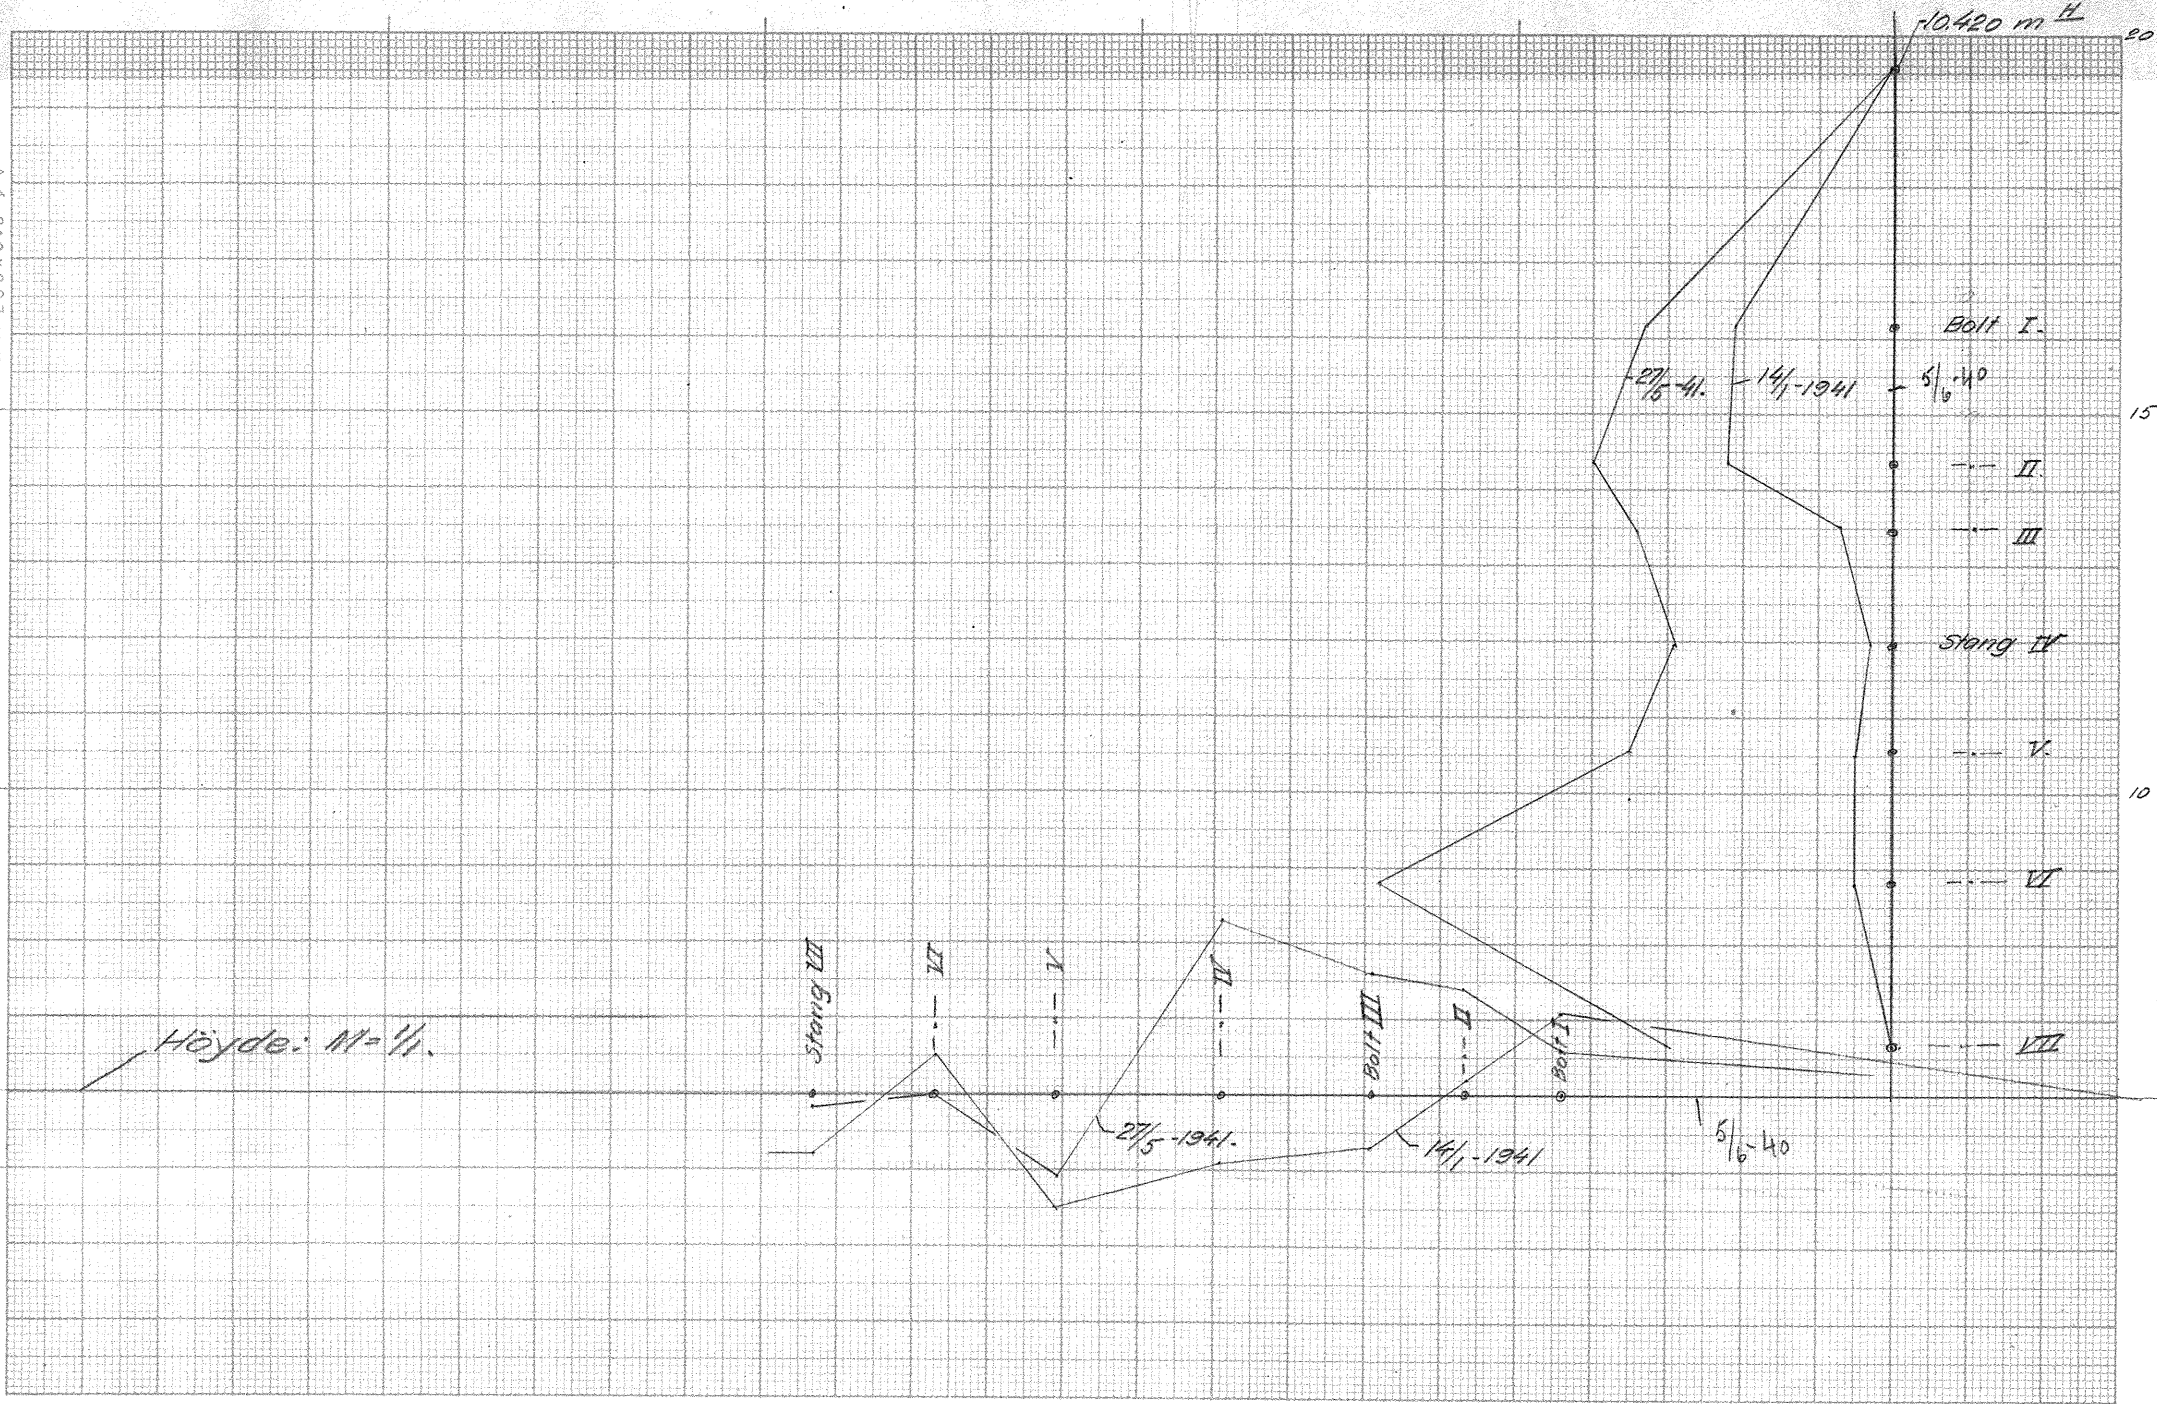 10.420 m H
20
Bolt I.
27/5-41.
14/1-1941
5/6-40
15
—·— II.
—·— III
Stang IV
—·— V.
10
—·— VI
—·— VII
Stang VII
—·— VI
—·— V
—·— IV
Bolt III
—·— II
Bolt I
Höyde: M=1/1.
27/5-1941.
14/1-1941
5/6-40